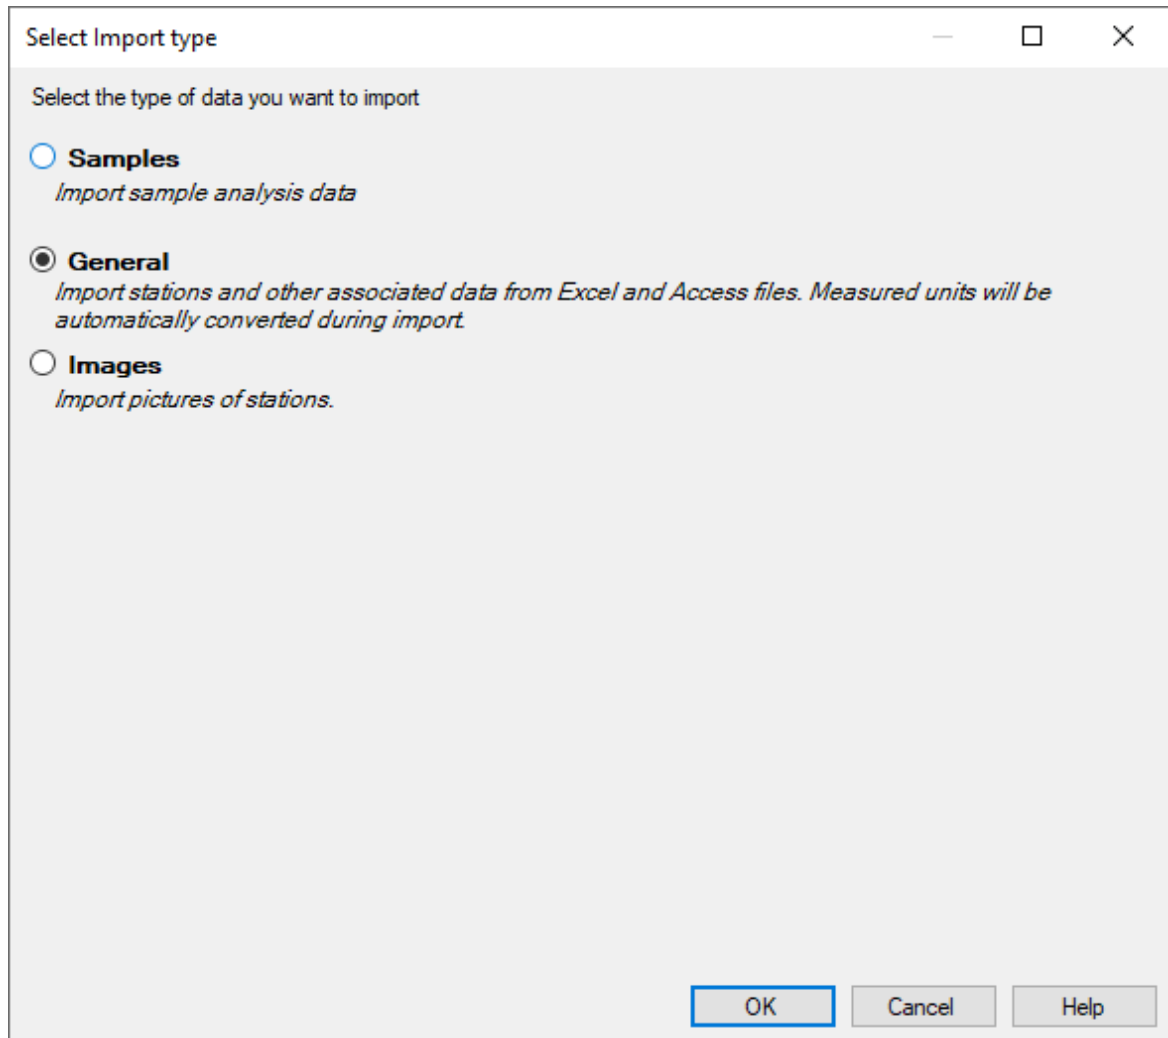 Select Import type
Select the type of data you want to import
Samples
Import sample analysis data
General
Import stations and other associated data from Excel and Access files. Measured units will be
automatically converted during import.
Images
Import pictures of stations.
OK
Cancel
Help